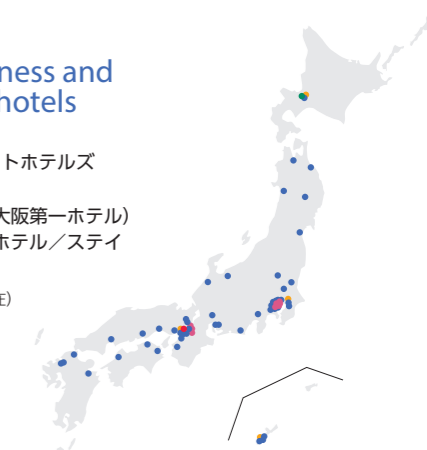 ness and
hotels
トホテルズ
大阪第一ホテル）
ホテル／ステイ
在）